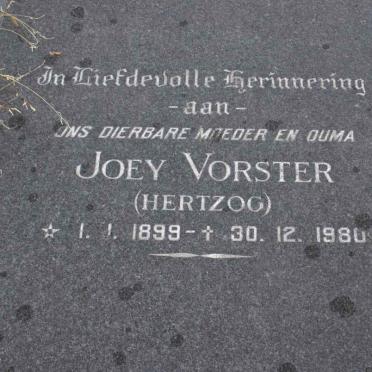 In Liefdevolle Herinnering
-aan-
ONS DIERBARE MOEDER EN OUMA
JOEY VORSTER
(HERTZOG)
☆ 1. 1. 1899 - ✝ 30. 12. 1980